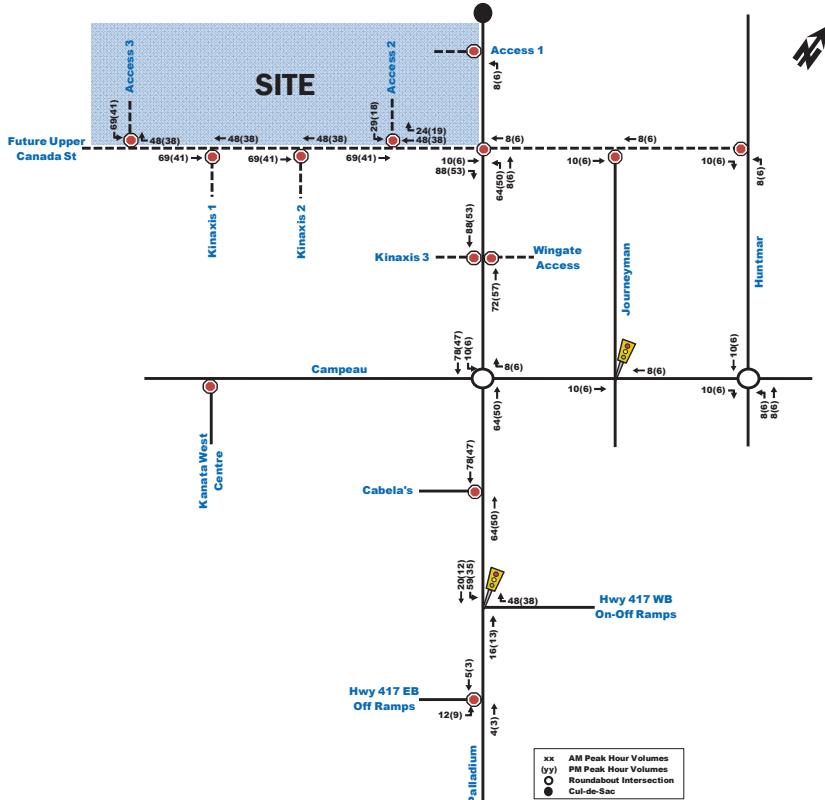 N
Access 3
SITE
Access 2
Access 1
8(6)
69(41)
29(18)
24(19)
Future Upper
Canada St
48(38)
48(38)
48(38)
48(38)
8(6)
8(6)
69(41)
69(41)
69(41)
10(6)
88(53)
64(50)
8(6)
10(6)
10(6)
8(6)
Kinaxis 1
Kinaxis 2
88(53)
Kinaxis 3
Wingate
Access
72(57)
Journeyman
Huntmar
78(47)
10(6)
8(6)
10(6)
Campeau
8(6)
10(6)
10(6)
64(50)
8(6)
8(6)
Kanata West
Centre
78(47)
Cabela's
64(50)
20(12)
59(35)
48(38)
Hwy 417 WB
On-Off Ramps
16(13)
5(3)
Hwy 417 EB
Off Ramps
12(9)
4(3)
Palladium
xx AM Peak Hour Volumes
(yy) PM Peak Hour Volumes
Roundabout Intersection
Cul-de-Sac